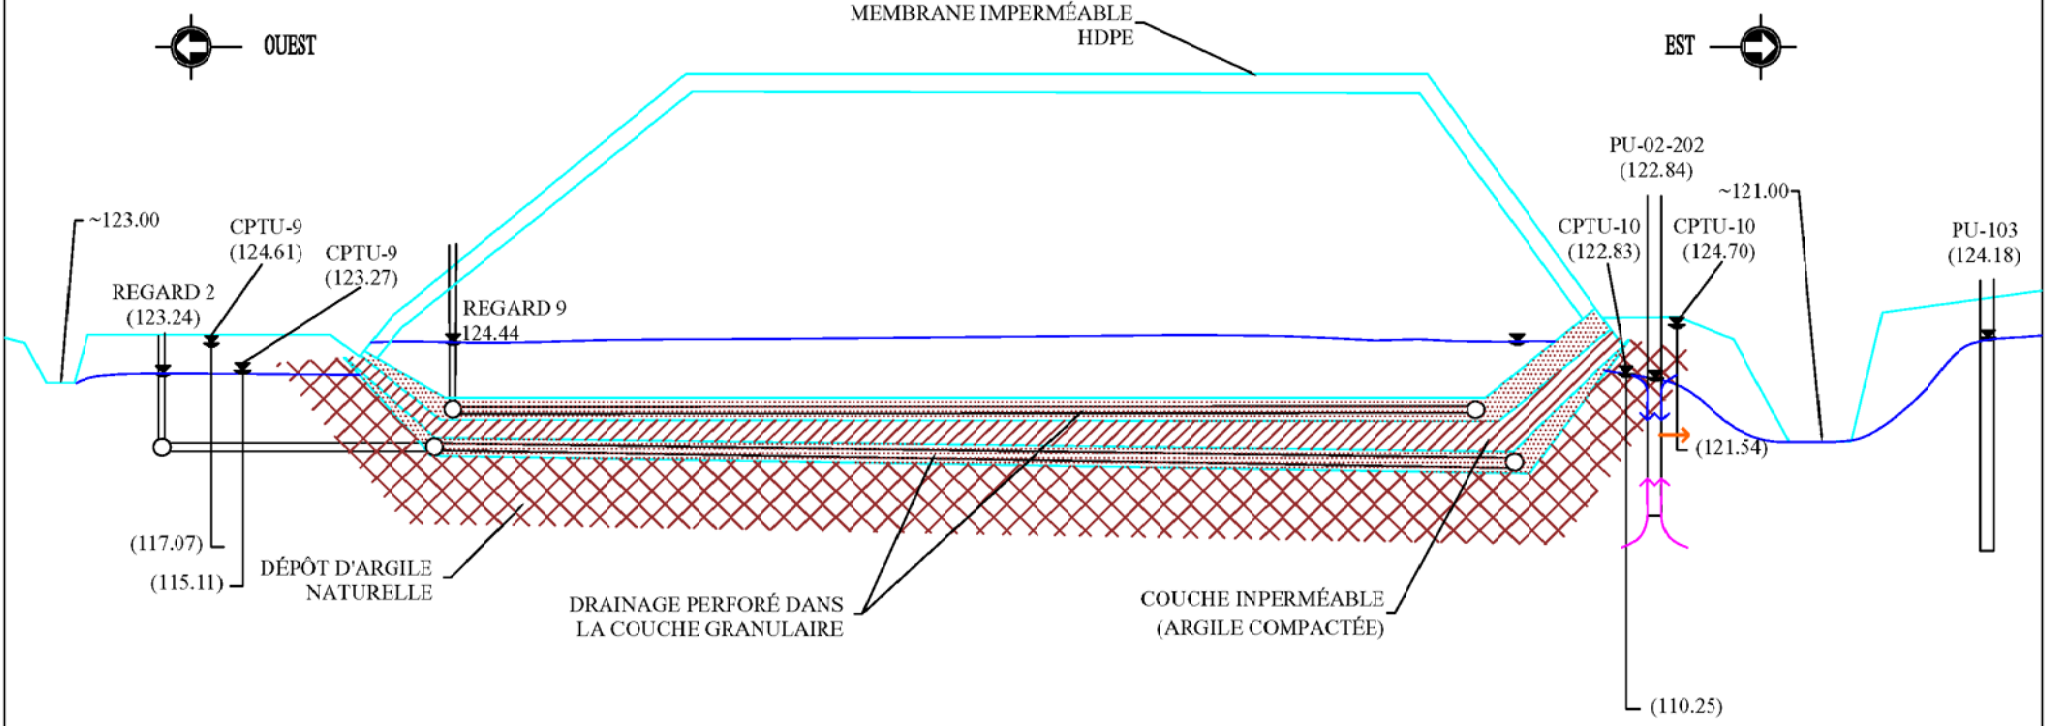 MEMBRANE IMPERMÉABLE
HDPE
OUEST
EST
PU-02-202
(122.84)
~121.00
~123.00
CPTU-9
(124.61)
CPTU-9
(123.27)
CPTU-10
(122.83)
CPTU-10
(124.70)
PU-103
(124.18)
REGARD 2
(123.24)
REGARD 9
124.44
(121.54)
(117.07)
(115.11)
DÉPÔT D'ARGILE
NATURELLE
DRAINAGE PERFORÉ DANS
LA COUCHE GRANULAIRE
COUCHE INPERMÉABLE
(ARGILE COMPACTÉE)
(110.25)